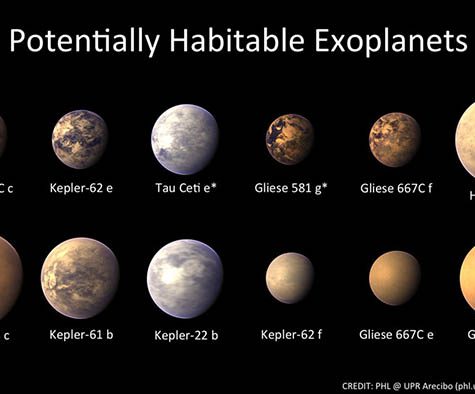 Potentially Habitable Exoplanets
C c Kepler-62 e Tau Ceti e* Gliese 581 g* Gliese 667C f H
c Kepler-61 b Kepler-22 b Kepler-62 f Gliese 667C e G
CREDIT: PHL @ UPR Arecibo (phl.u